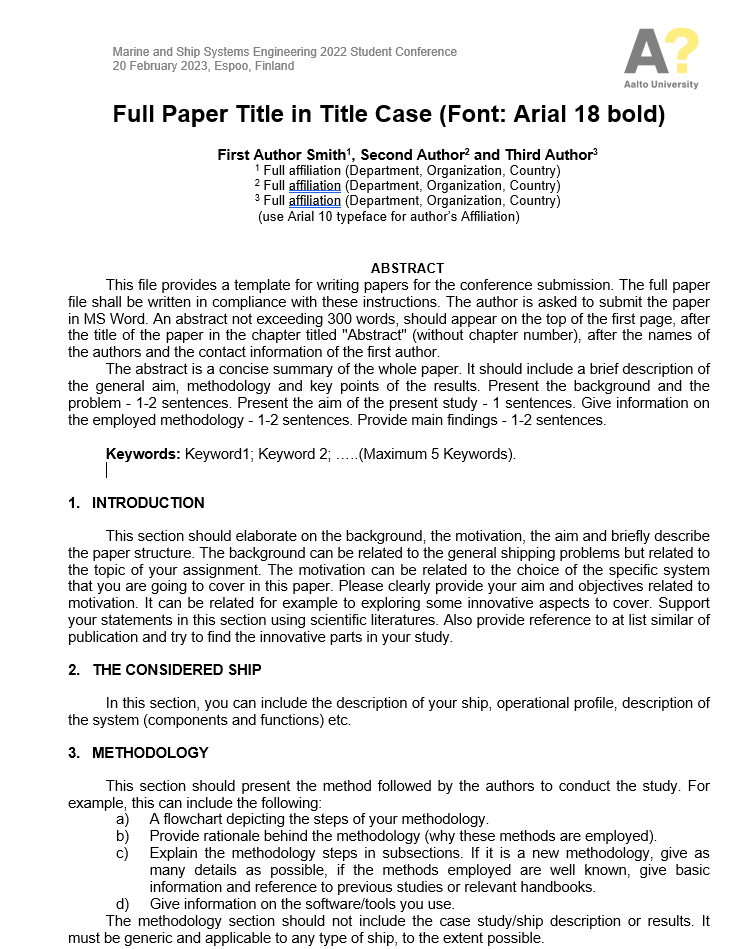 Marine and Ship Systems Engineering 2022 Student Conference
20 February 2023, Espoo, Finland
A?
Aalto University
Full Paper Title in Title Case (Font: Arial 18 bold)
First Author Smith¹, Second Author² and Third Author³
¹ Full affiliation (Department, Organization, Country)
² Full affiliation (Department, Organization, Country)
³ Full affiliation (Department, Organization, Country)
(use Arial 10 typeface for author's Affiliation)
ABSTRACT
This file provides a template for writing papers for the conference submission. The full paper
file shall be written in compliance with these instructions. The author is asked to submit the paper
in MS Word. An abstract not exceeding 300 words, should appear on the top of the first page, after
the title of the paper in the chapter titled "Abstract" (without chapter number), after the names of
the authors and the contact information of the first author.
The abstract is a concise summary of the whole paper. It should include a brief description of
the general aim, methodology and key points of the results. Present the background and the
problem - 1-2 sentences. Present the aim of the present study - 1 sentences. Give information on
the employed methodology - 1-2 sentences. Provide main findings - 1-2 sentences.
Keywords: Keyword1; Keyword 2; …..(Maximum 5 Keywords).
1. INTRODUCTION
This section should elaborate on the background, the motivation, the aim and briefly describe
the paper structure. The background can be related to the general shipping problems but related to
the topic of your assignment. The motivation can be related to the choice of the specific system
that you are going to cover in this paper. Please clearly provide your aim and objectives related to
motivation. It can be related for example to exploring some innovative aspects to cover. Support
your statements in this section using scientific literatures. Also provide reference to at list similar of
publication and try to find the innovative parts in your study.
2. THE CONSIDERED SHIP
In this section, you can include the description of your ship, operational profile, description of
the system (components and functions) etc.
3. METHODOLOGY
This section should present the method followed by the authors to conduct the study. For
example, this can include the following:
a) A flowchart depicting the steps of your methodology.
b) Provide rationale behind the methodology (why these methods are employed).
c) Explain the methodology steps in subsections. If it is a new methodology, give as
many details as possible, if the methods employed are well known, give basic
information and reference to previous studies or relevant handbooks.
d) Give information on the software/tools you use.
The methodology section should not include the case study/ship description or results. It
must be generic and applicable to any type of ship, to the extent possible.